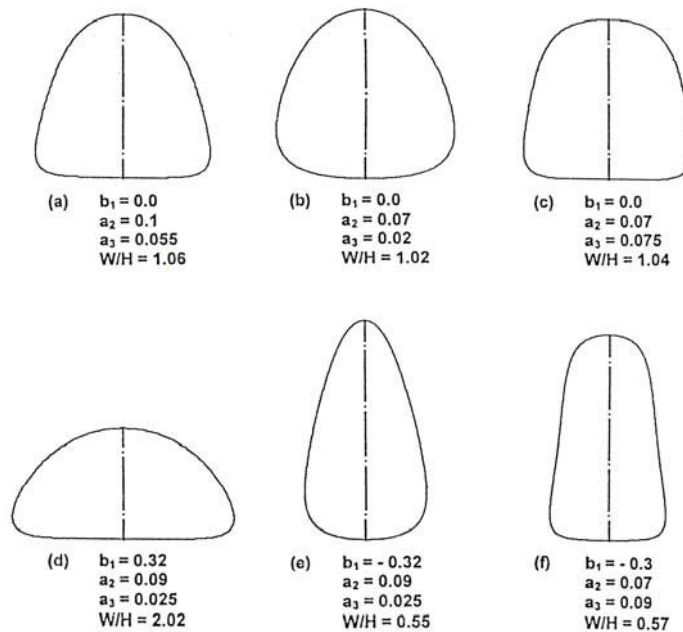 (a) b₁ = 0.0
a₂ = 0.1
a₃ = 0.055
W/H = 1.06
(b) b₁ = 0.0
a₂ = 0.07
a₃ = 0.02
W/H = 1.02
(c) b₁ = 0.0
a₂ = 0.07
a₃ = 0.075
W/H = 1.04
(d) b₁ = 0.32
a₂ = 0.09
a₃ = 0.025
W/H = 2.02
(e) b₁ = - 0.32
a₂ = 0.09
a₃ = 0.025
W/H = 0.55
(f) b₁ = - 0.3
a₂ = 0.07
a₃ = 0.09
W/H = 0.57